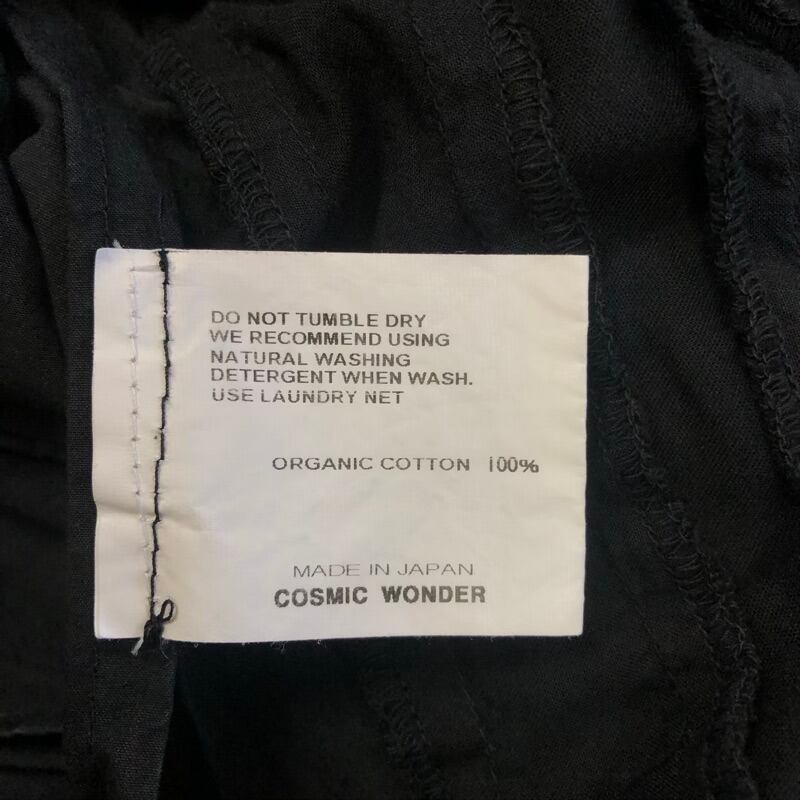 DO NOT TUMBLE DRY
WE RECOMMEND USING
NATURAL WASHING
DETERGENT WHEN WASH.
USE LAUNDRY NET
ORGANIC COTTON 100%
MADE IN JAPAN
COSMIC WONDER